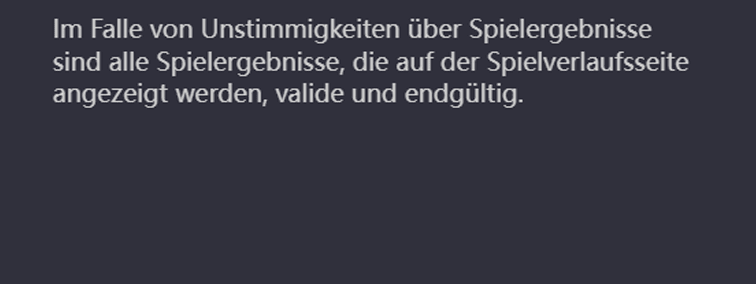 Im Falle von Unstimmigkeiten über Spielergebnisse
sind alle Spielergebnisse, die auf der Spielverlaufsseite
angezeigt werden, valide und endgültig.